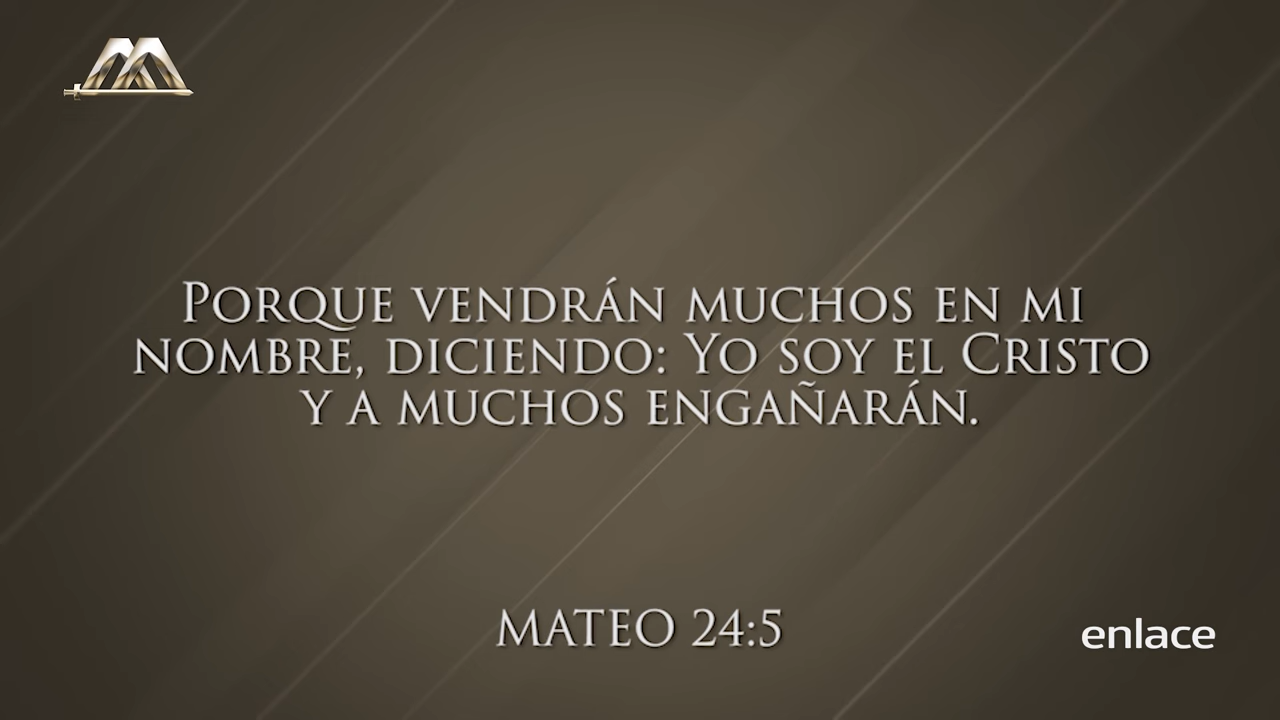 Porque vendrán muchos en mi
nombre, diciendo: Yo soy el Cristo
y a muchos engañarán.
MATEO 24:5
enlace